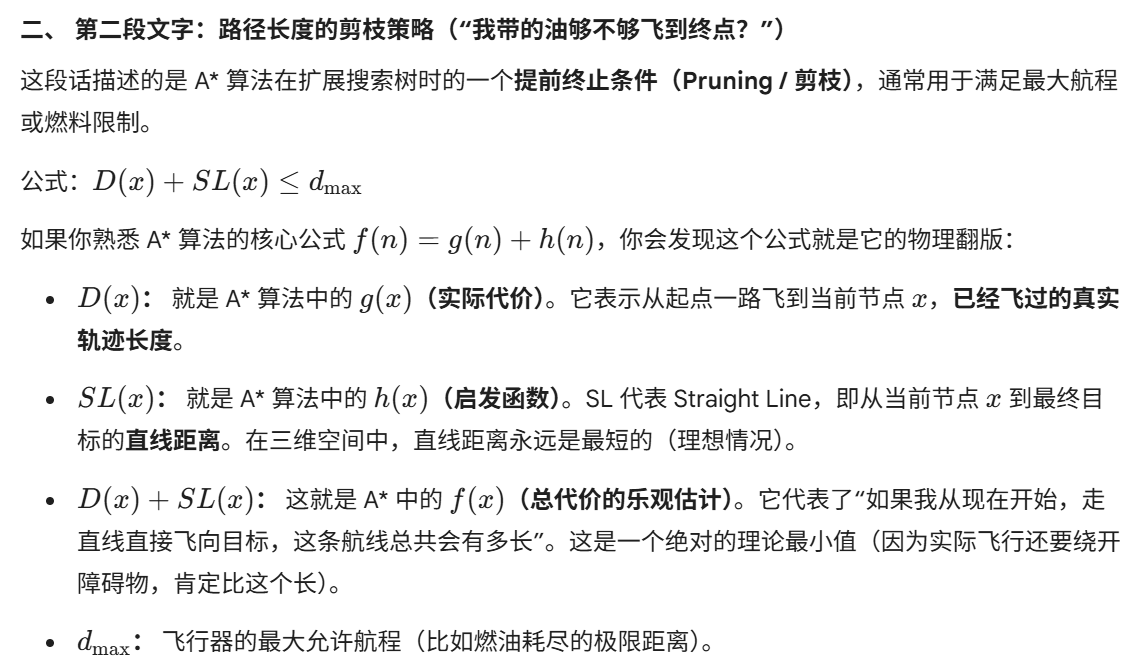 二、 第二段文字：路径长度的剪枝策略（“我带的油够不够飞到终点？”）
这段话描述的是 A* 算法在扩展搜索树时的一个提前终止条件（Pruning / 剪枝），通常用于满足最大航程
或燃料限制。
公式：D(x) + SL(x) ≤ d_max
如果你熟悉 A* 算法的核心公式 f(n) = g(n) + h(n)，你会发现这个公式就是它的物理翻版：
• D(x)： 就是 A* 算法中的 g(x)（实际代价）。它表示从起点一路飞到当前节点 x，已经飞过的真实
轨迹长度。
• SL(x)： 就是 A* 算法中的 h(x)（启发函数）。SL 代表 Straight Line，即从当前节点 x 到最终目
标的直线距离。在三维空间中，直线距离永远是最短的（理想情况）。
• D(x) + SL(x)： 这就是 A* 中的 f(x)（总代价的乐观估计）。它代表了“如果我从现在开始，走
直线直接飞向目标，这条航线总共会有多长”。这是一个绝对的理论最小值（因为实际飞行还要绕开
障碍物，肯定比这个长）。
• d_max： 飞行器的最大允许航程（比如燃油耗尽的极限距离）。